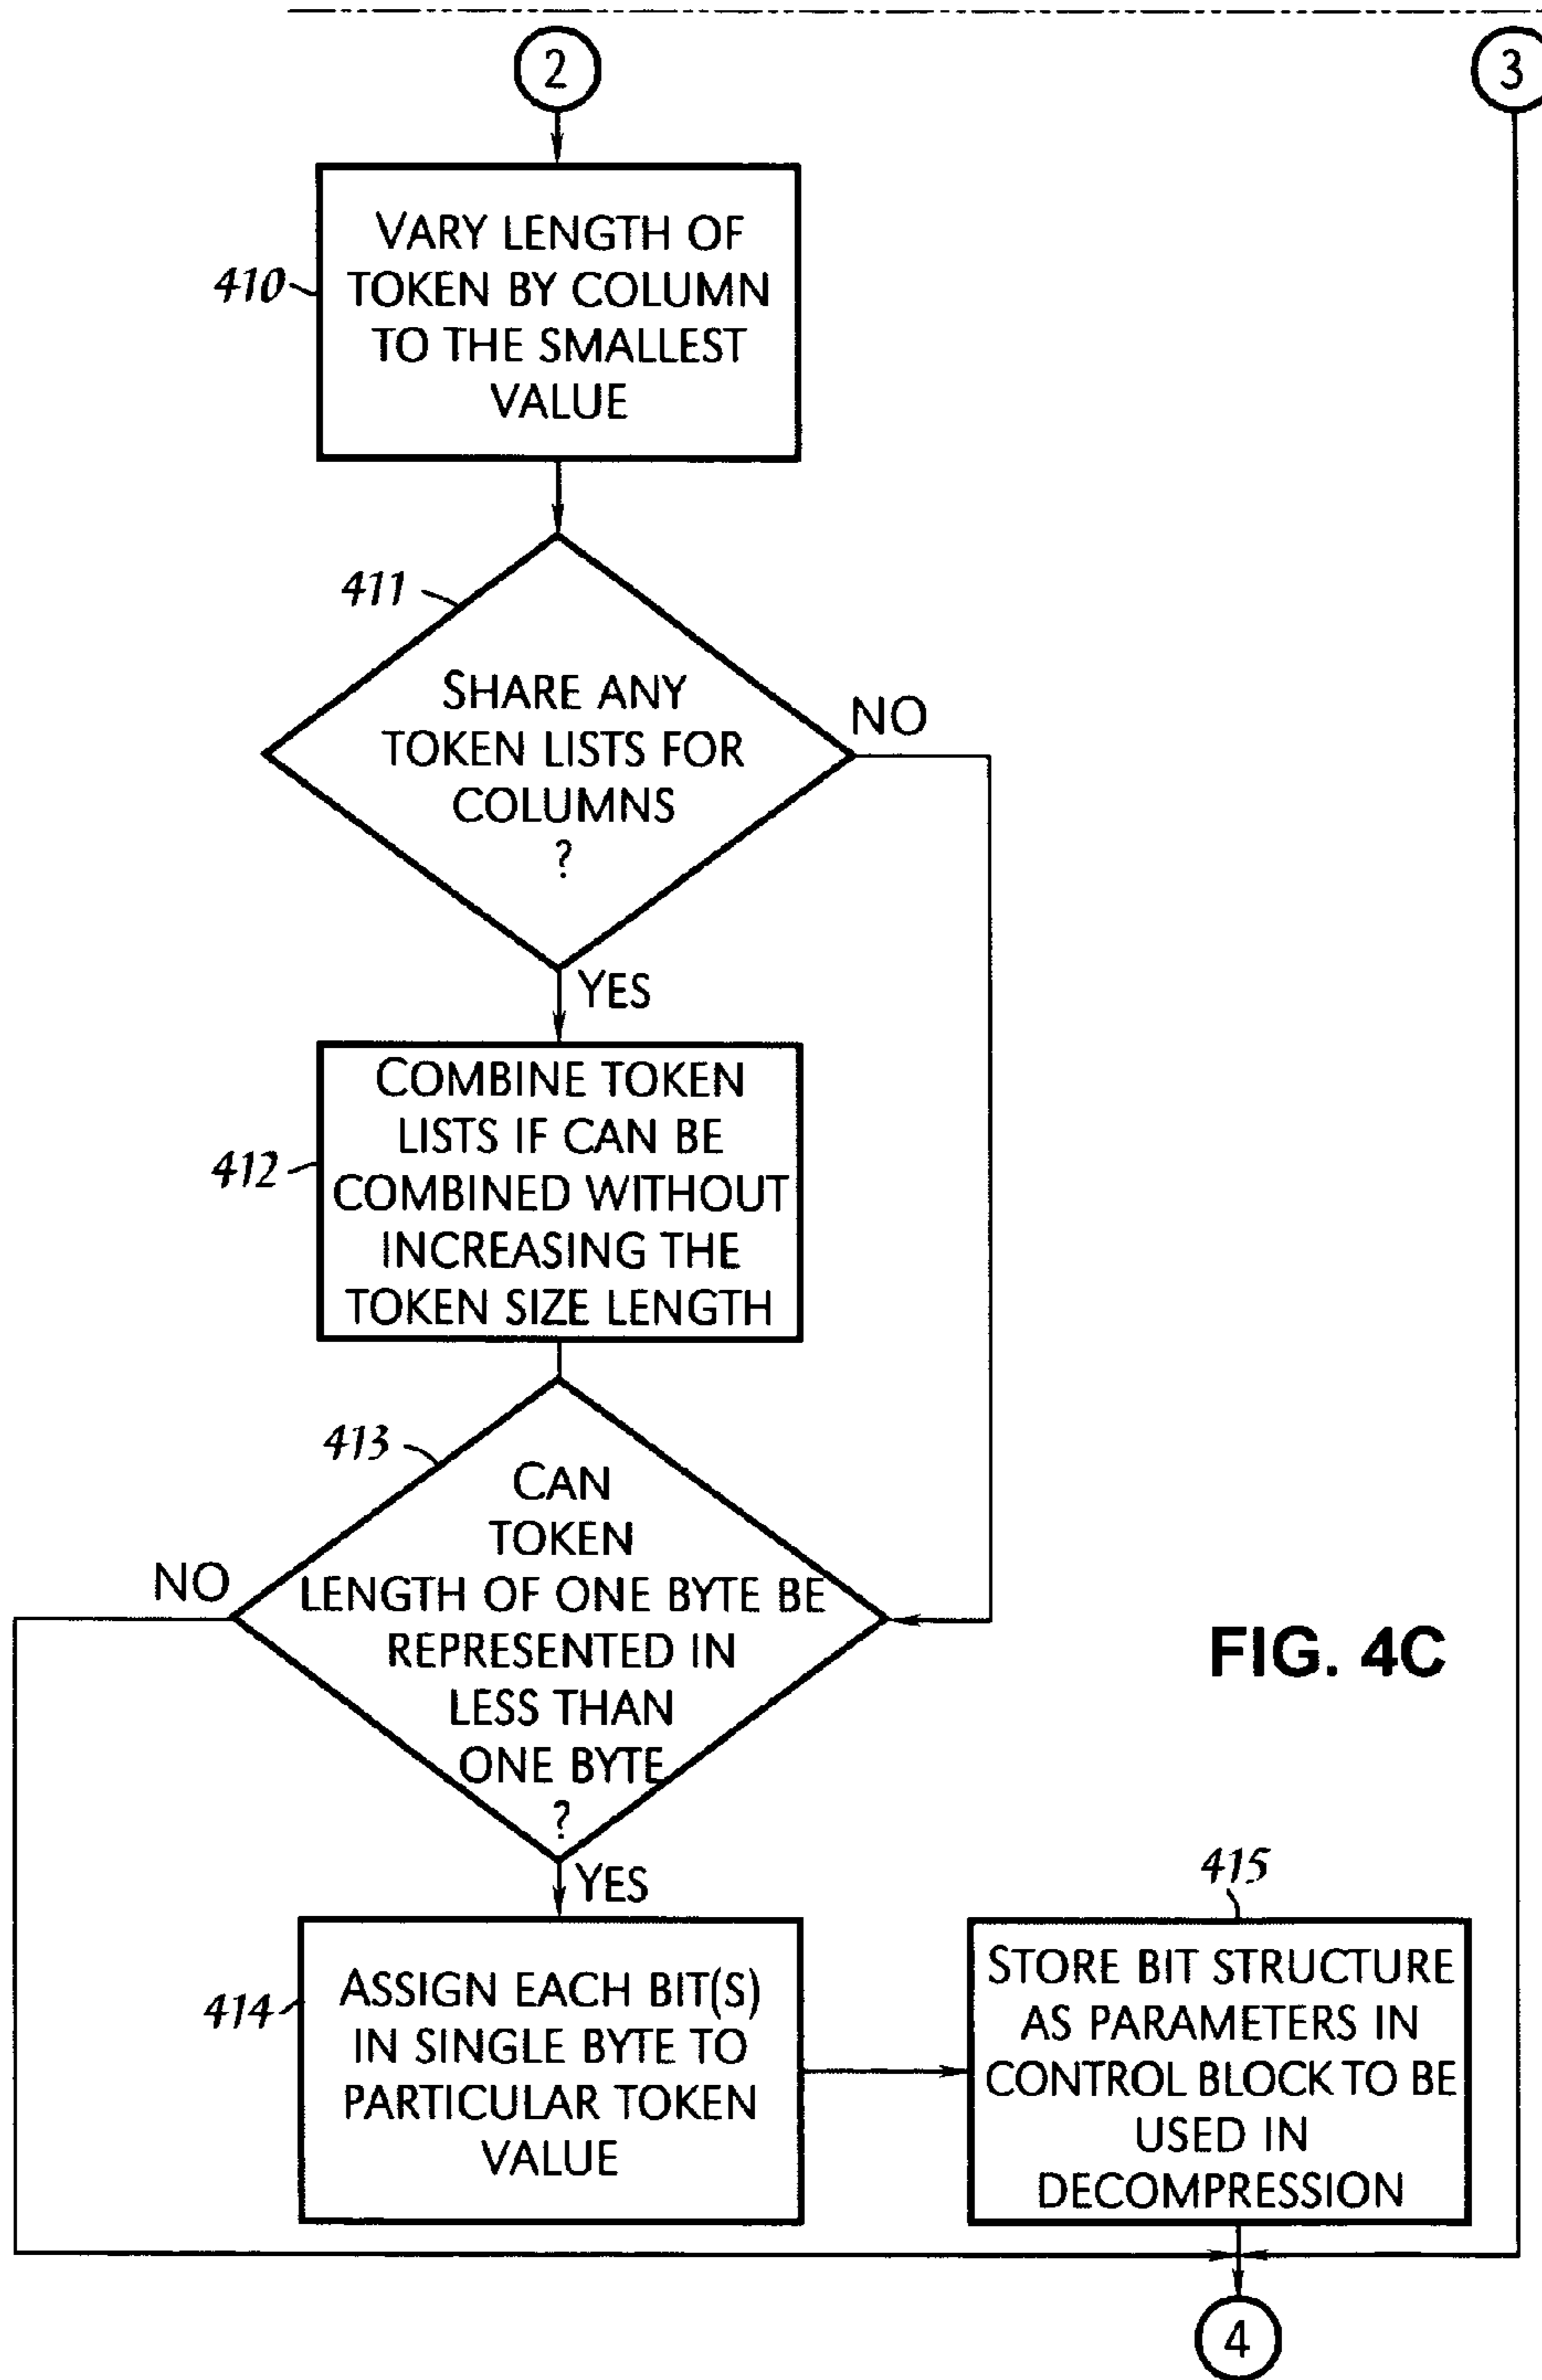 2
3
410
VARY LENGTH OF
TOKEN BY COLUMN
TO THE SMALLEST
VALUE
411
SHARE ANY
TOKEN LISTS FOR
COLUMNS
?
NO
YES
412
COMBINE TOKEN
LISTS IF CAN BE
COMBINED WITHOUT
INCREASING THE
TOKEN SIZE LENGTH
413
CAN
TOKEN
LENGTH OF ONE BYTE BE
REPRESENTED IN
LESS THAN
ONE BYTE
?
NO
YES
FIG. 4C
414
ASSIGN EACH BIT(S)
IN SINGLE BYTE TO
PARTICULAR TOKEN
VALUE
415
STORE BIT STRUCTURE
AS PARAMETERS IN
CONTROL BLOCK TO BE
USED IN
DECOMPRESSION
4